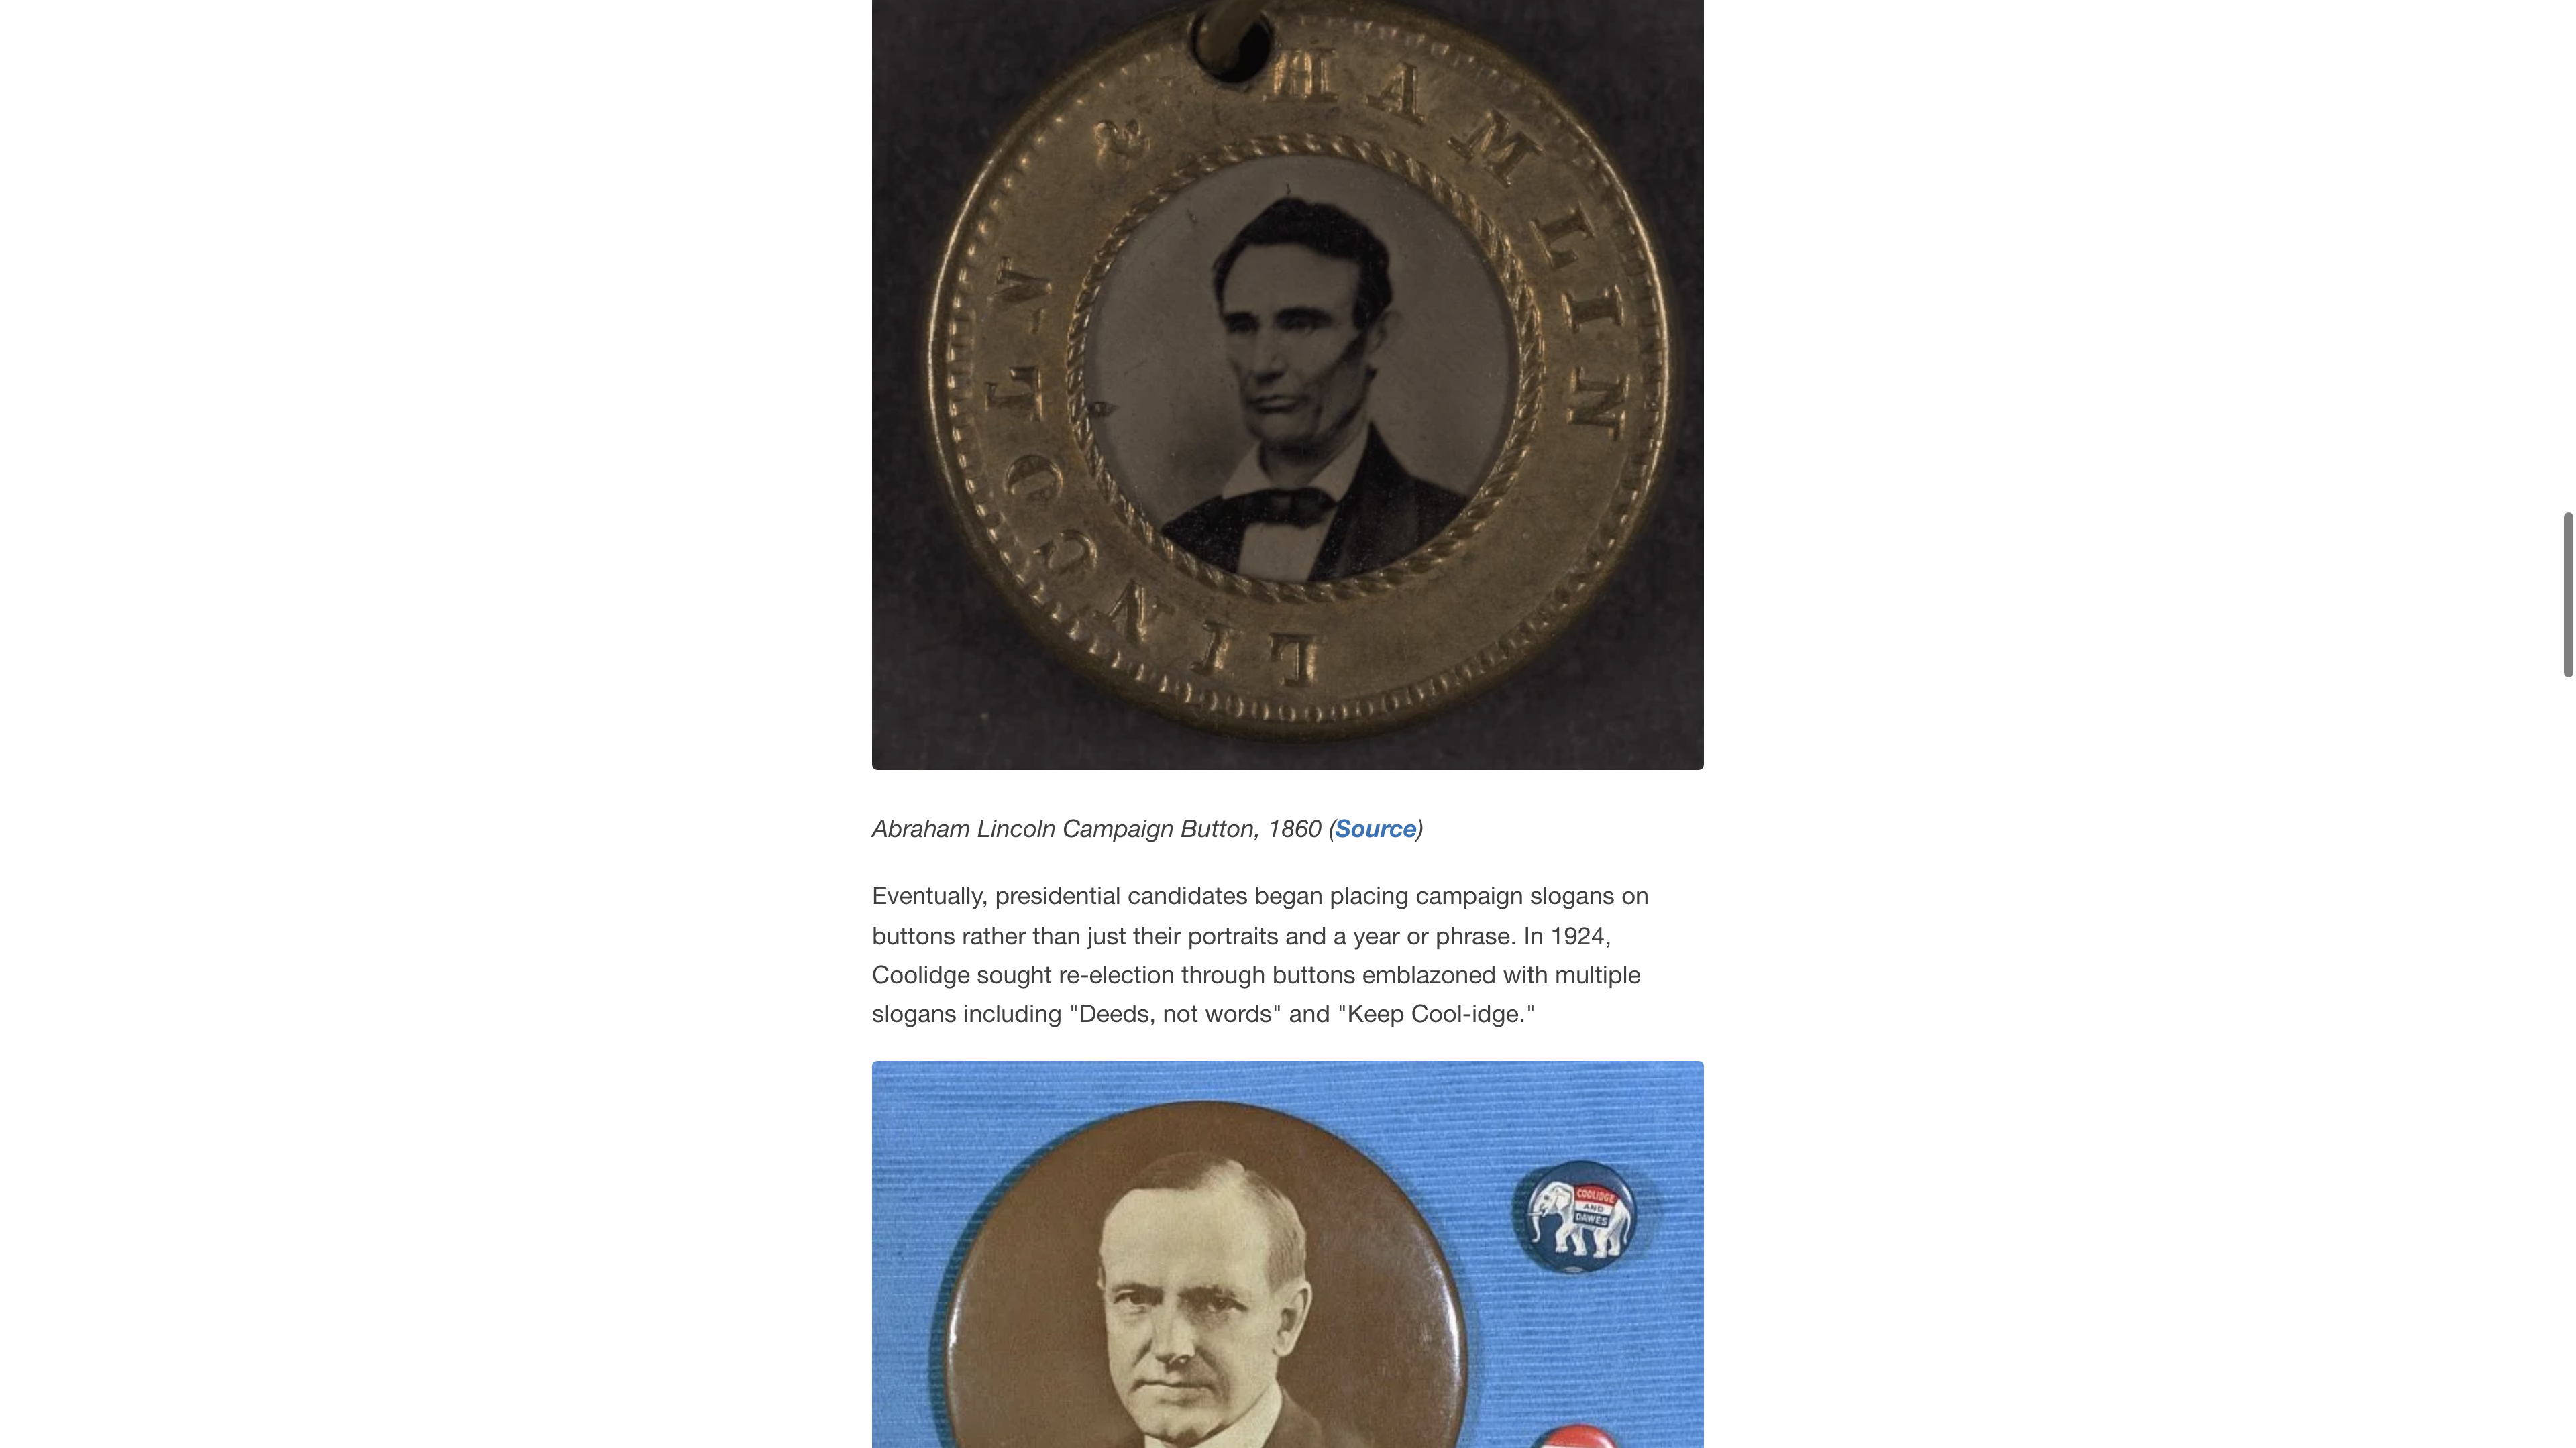 LINCOLN & HAMLIN
Abraham Lincoln Campaign Button, 1860 (Source)
Eventually, presidential candidates began placing campaign slogans on
buttons rather than just their portraits and a year or phrase. In 1924,
Coolidge sought re-election through buttons emblazoned with multiple
slogans including "Deeds, not words" and "Keep Cool-idge."
COOLIDGE
AND
DAWES